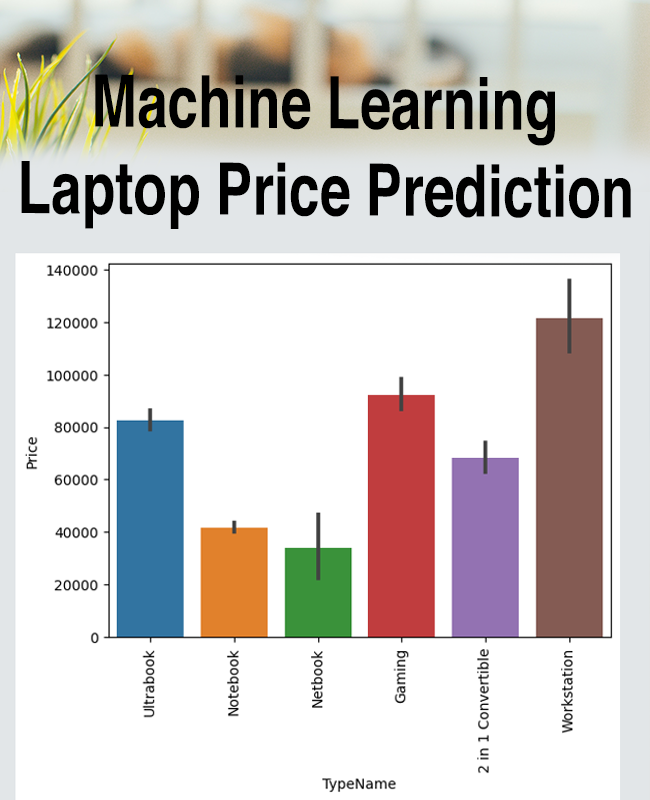 Machine Learning
Laptop Price Prediction
140000
120000
100000
80000
60000
40000
20000
0
Price
Ultrabook
Notebook
Netbook
Gaming
2 in 1 Convertible
Workstation
TypeName